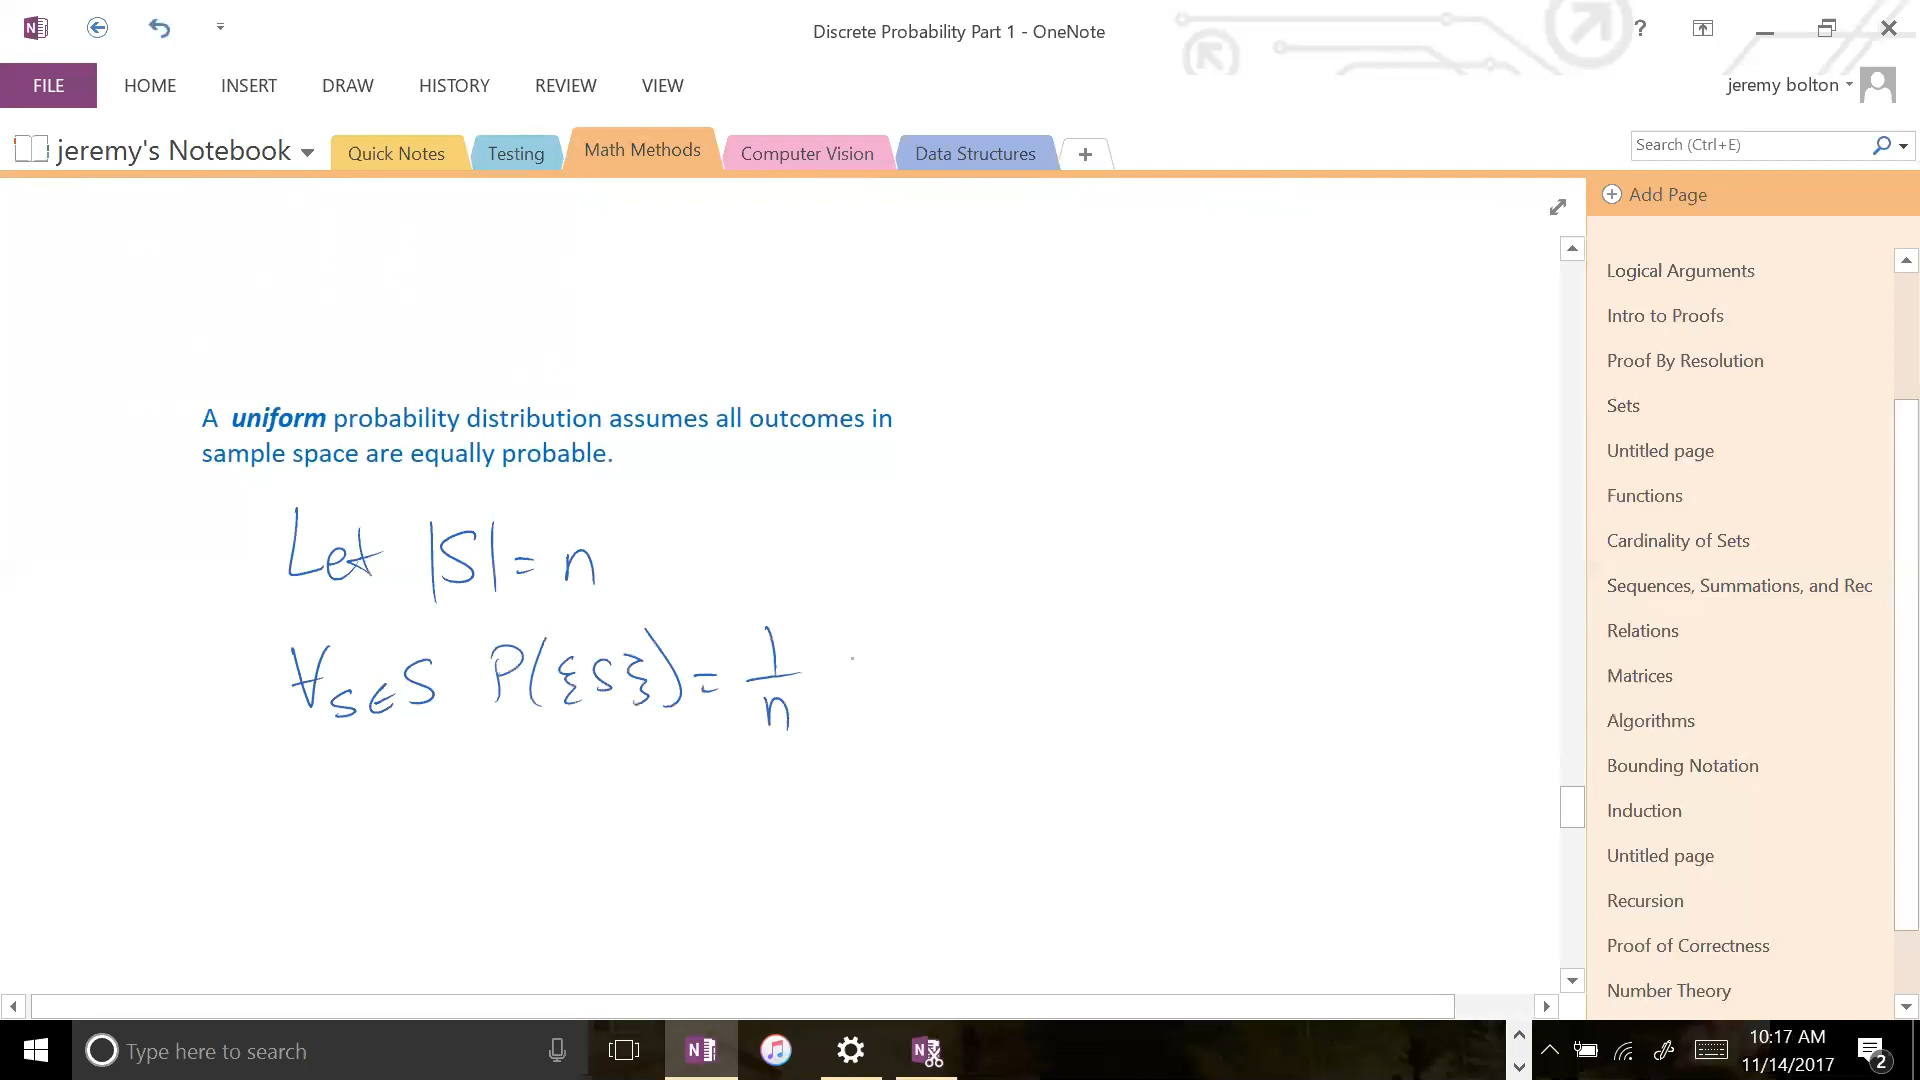 Discrete Probability Part 1 - OneNote
?
FILE HOME INSERT DRAW HISTORY REVIEW VIEW
jeremy bolton
jeremy's Notebook
Quick Notes
Testing
Math Methods
Computer Vision
Data Structures
+
Search (Ctrl+E)
Add Page
Logical Arguments
Intro to Proofs
Proof By Resolution
Sets
Untitled page
Functions
Cardinality of Sets
Sequences, Summations, and Rec
Relations
Matrices
Algorithms
Bounding Notation
Induction
Untitled page
Recursion
Proof of Correctness
Number Theory
A uniform probability distribution assumes all outcomes in
sample space are equally probable.
Let |S| = n
∀s∈S P({s}) = 1/n
Type here to search
10:17 AM
11/14/2017
2